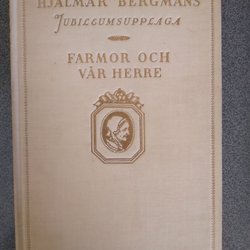 HJALMAR BERGMANS
JUBILEUMSUPPLAGA
FARMOR OCH
VÅR HERRE